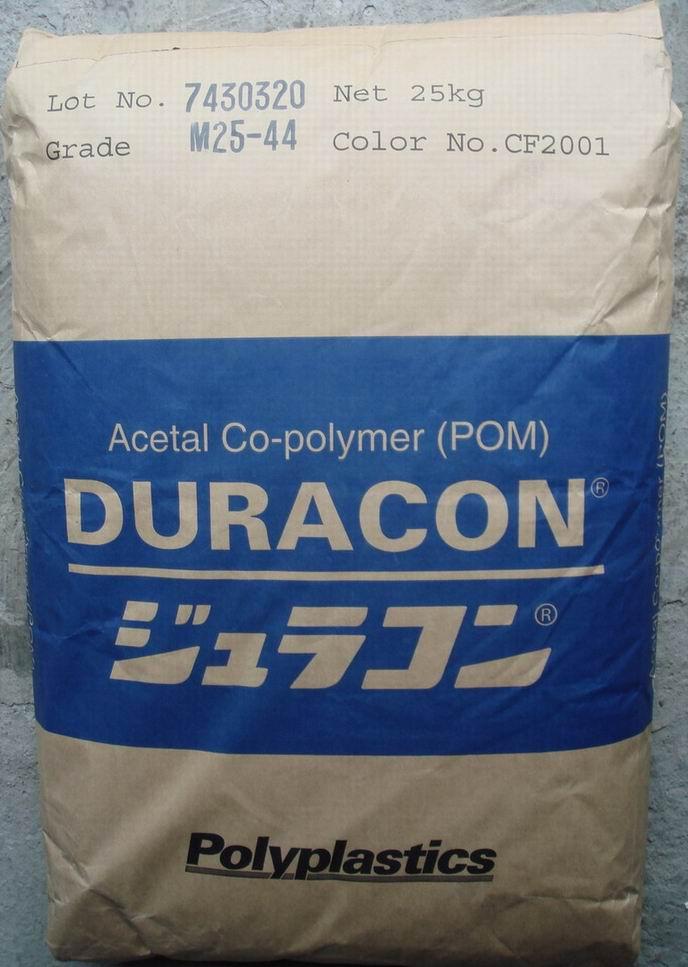 Lot No. 7430320 Net 25kg
Grade M25-44 Color No.CF2001
Acetal Co-polymer (POM)
DURACON®
ジュラコン®
Polyplastics